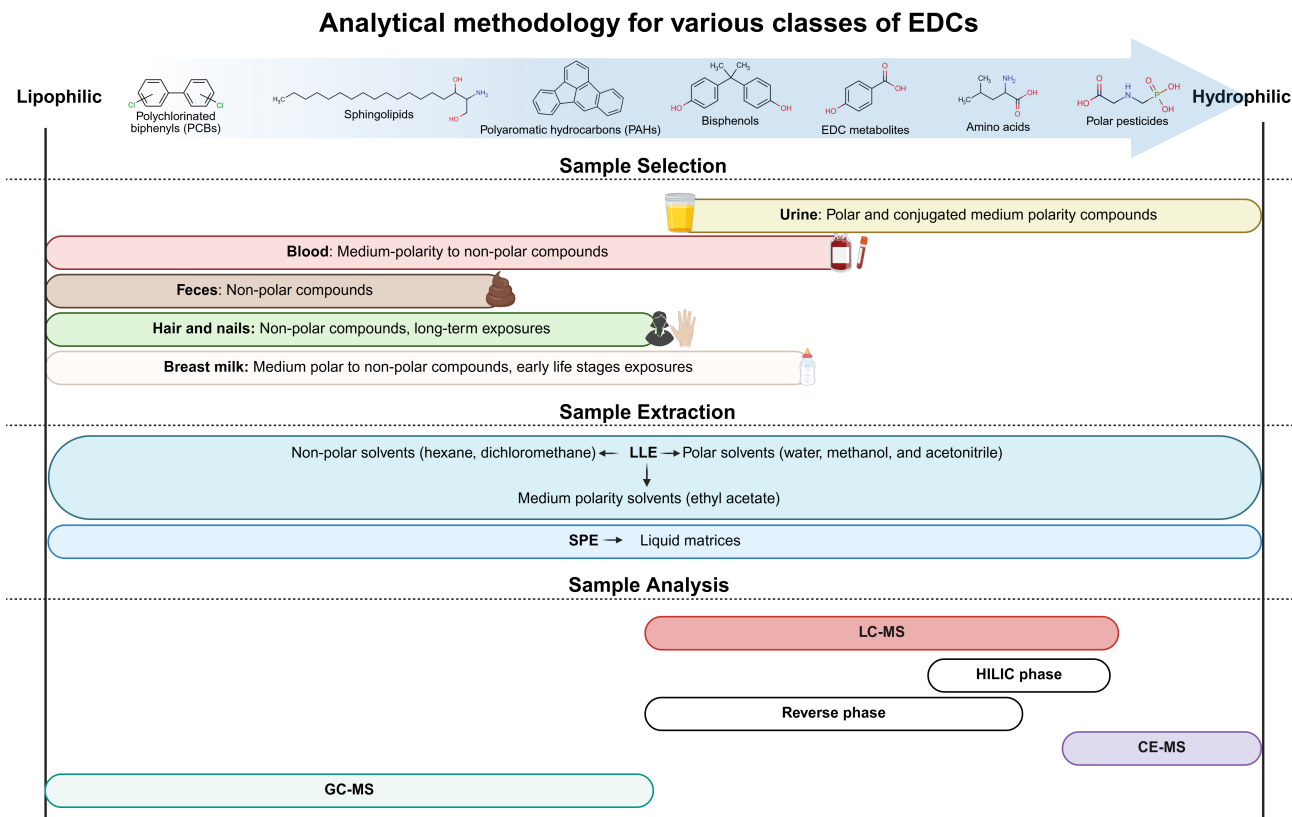 Analytical methodology for various classes of EDCs
Lipophilic
Hydrophilic
Cl
Cl
Polychlorinated
biphenyls (PCBs)
H₃C
OH
NH₂
HO
Sphingolipids
Polyaromatic hydrocarbons (PAHs)
H₃C
CH₃
HO
OH
Bisphenols
O
OH
HO
EDC metabolites
CH₃
NH₂
H₃C
OH
O
Amino acids
O
HO
H
N
O
P
OH
OH
Polar pesticides
Sample Selection
Urine: Polar and conjugated medium polarity compounds
Blood: Medium-polarity to non-polar compounds
Feces: Non-polar compounds
Hair and nails: Non-polar compounds, long-term exposures
Breast milk: Medium polar to non-polar compounds, early life stages exposures
Sample Extraction
Non-polar solvents (hexane, dichloromethane) ← LLE → Polar solvents (water, methanol, and acetonitrile)
Medium polarity solvents (ethyl acetate)
SPE → Liquid matrices
Sample Analysis
LC-MS
HILIC phase
Reverse phase
CE-MS
GC-MS